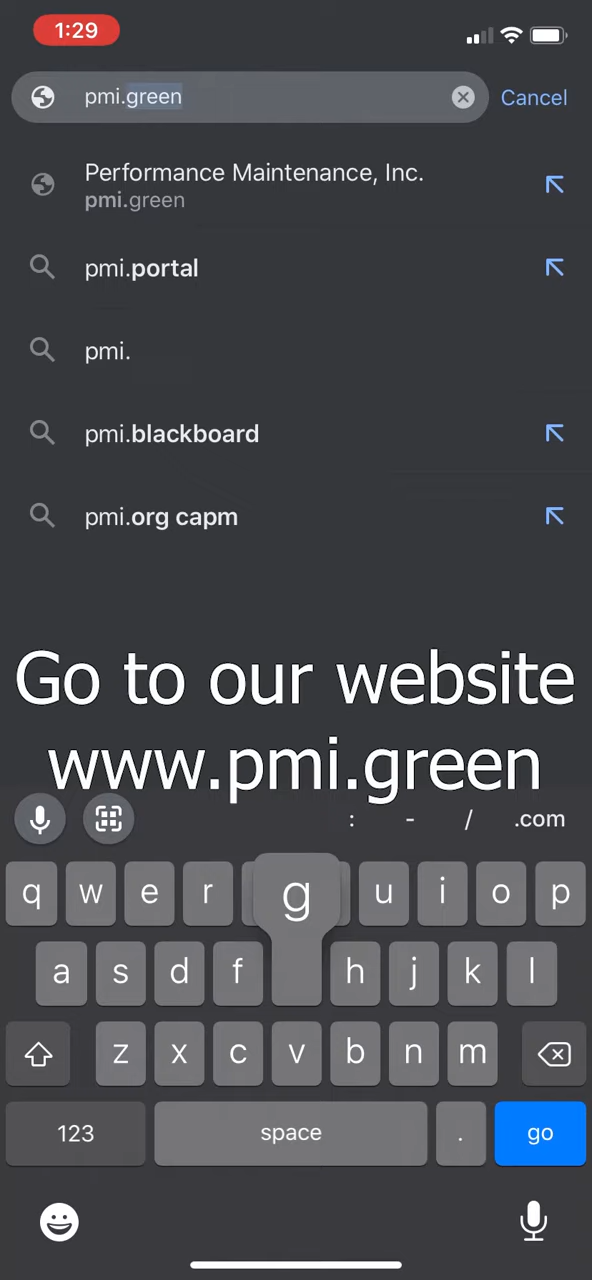 1:29
pmi.green
Cancel
Performance Maintenance, Inc.
pmi.green
pmi.portal
pmi.
pmi.blackboard
pmi.org capm
Go to our website
www.pmi.green
: - / .com
q w e r g u i o p
a s d f h j k l
z x c v b n m
123 space . go